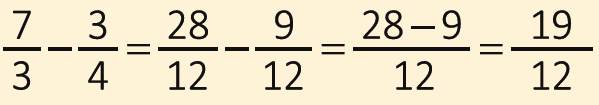 7/3 − 3/4 = 28/12 − 9/12 = 28−9/12 = 19/12